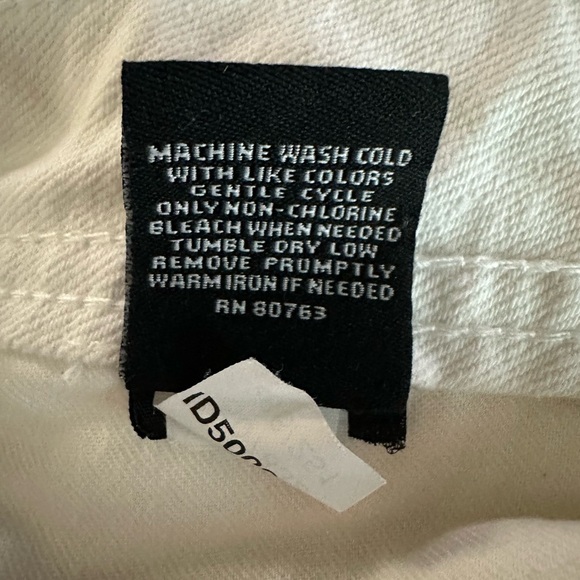 MACHINE WASH COLD
WITH LIKE COLORS
GENTLE CYCLE
ONLY NON-CHLORINE
BLEACH WHEN NEEDED
TUMBLE DRY LOW
REMOVE PROMPTLY
WARM IRON IF NEEDED
RN 80763